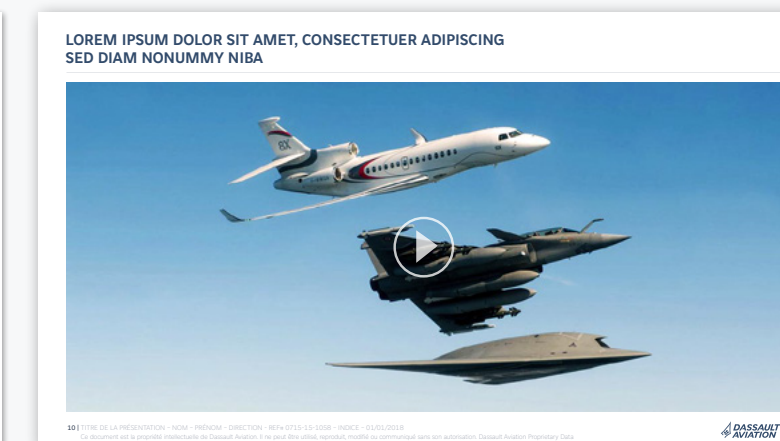 LOREM IPSUM DOLOR SIT AMET, CONSECTETUER ADIPISCING
SED DIAM NONUMMY NIBA
8X
10 | TITRE DE LA PRÉSENTATION - NOM - PRÉNOM - DIRECTION - REF# 0715-15-1058 - INDICE - 01/01/2018
Ce document est la propriété intellectuelle de Dassault Aviation. Il ne peut être utilisé, reproduit, modifié ou communiqué sans son autorisation. Dassault Aviation Proprietary Data.
DASSAULT
AVIATION